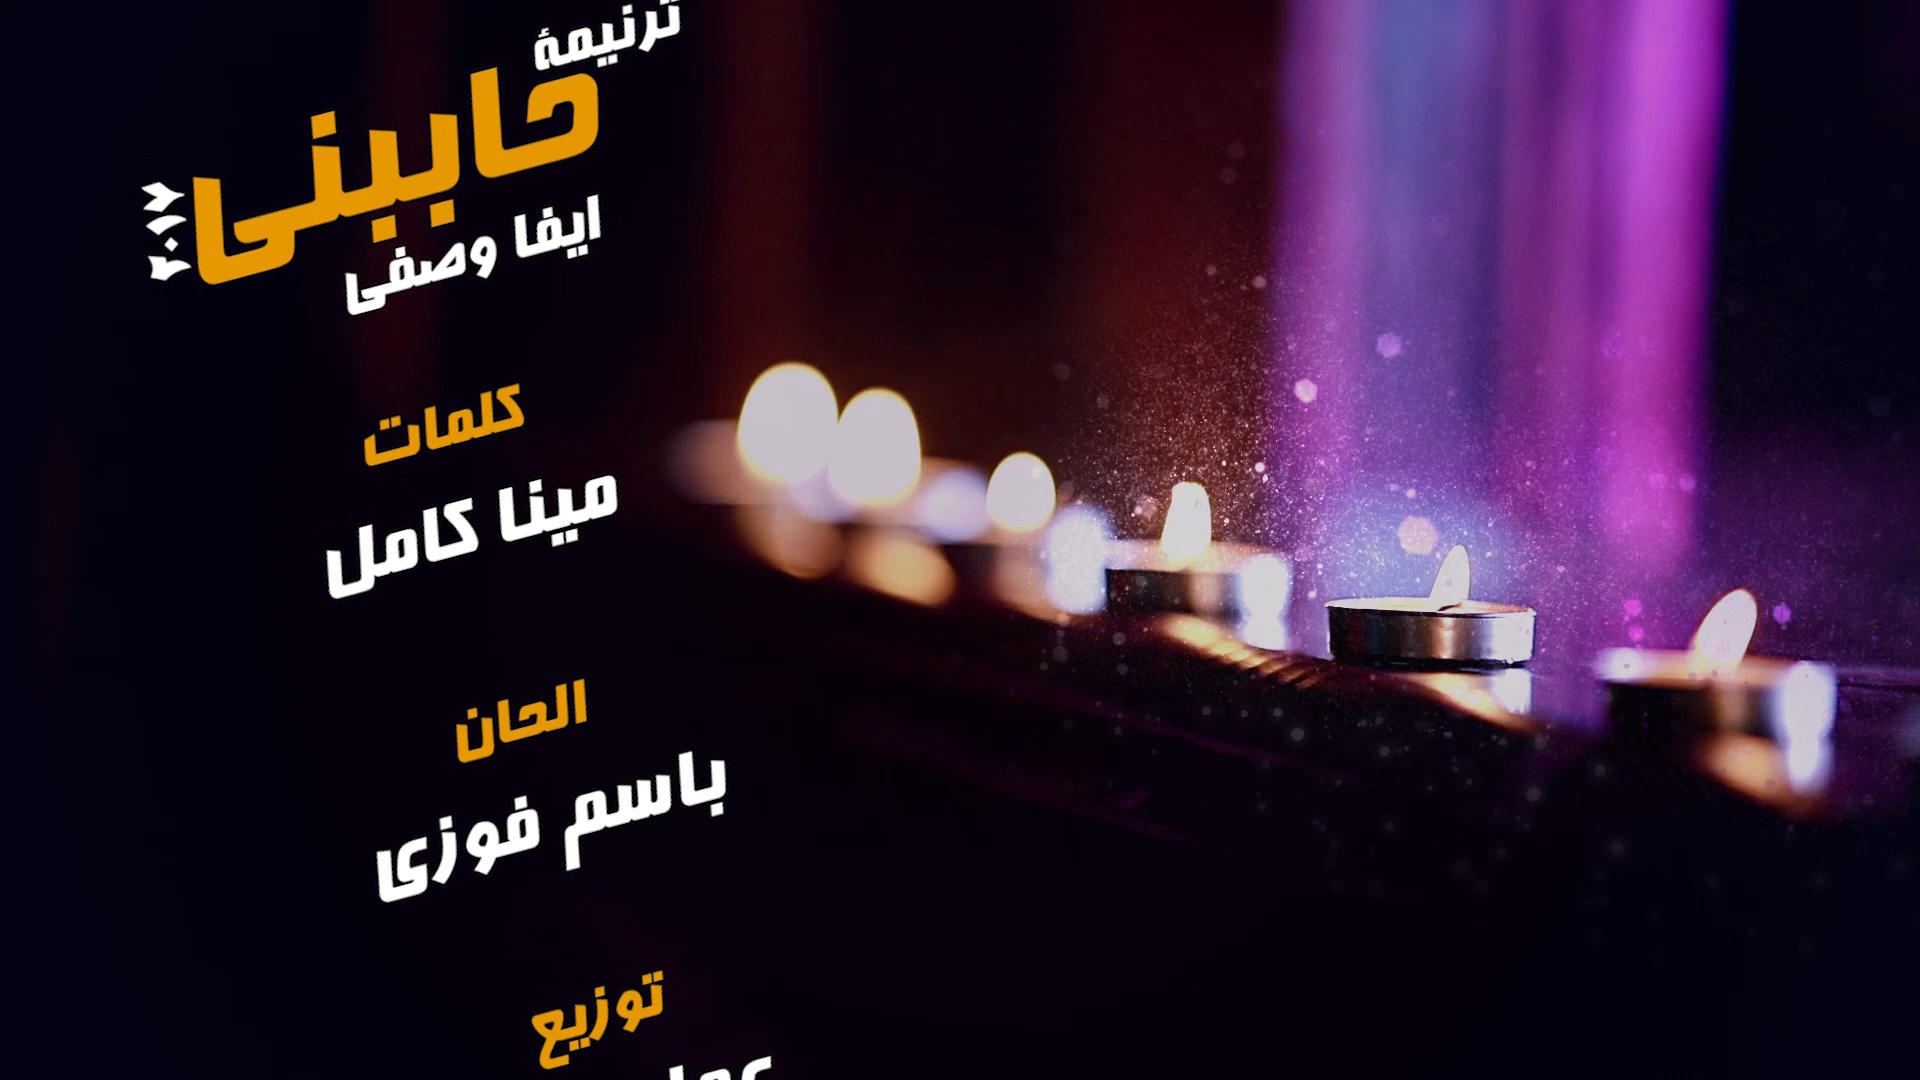 ترنيمة
حاببنى
٢٠١٧
ايفا وصفى
كلمات
مينا كامل
الحان
باسم فوزى
توزيع